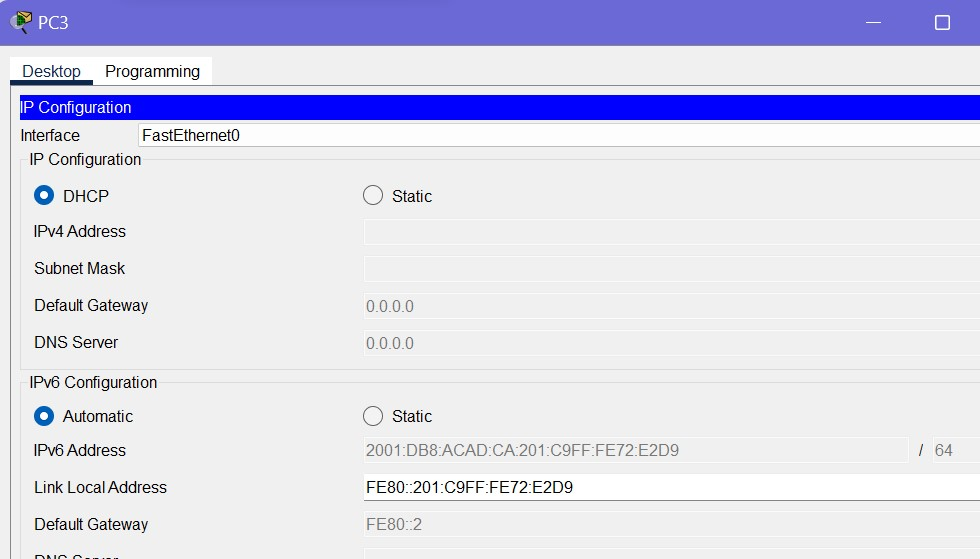 PC3
Desktop Programming
IP Configuration
Interface FastEthernet0
IP Configuration
DHCP Static
IPv4 Address
Subnet Mask
Default Gateway 0.0.0.0
DNS Server 0.0.0.0
IPv6 Configuration
Automatic Static
IPv6 Address 2001:DB8:ACAD:CA:201:C9FF:FE72:E2D9 / 64
Link Local Address FE80::201:C9FF:FE72:E2D9
Default Gateway FE80::2